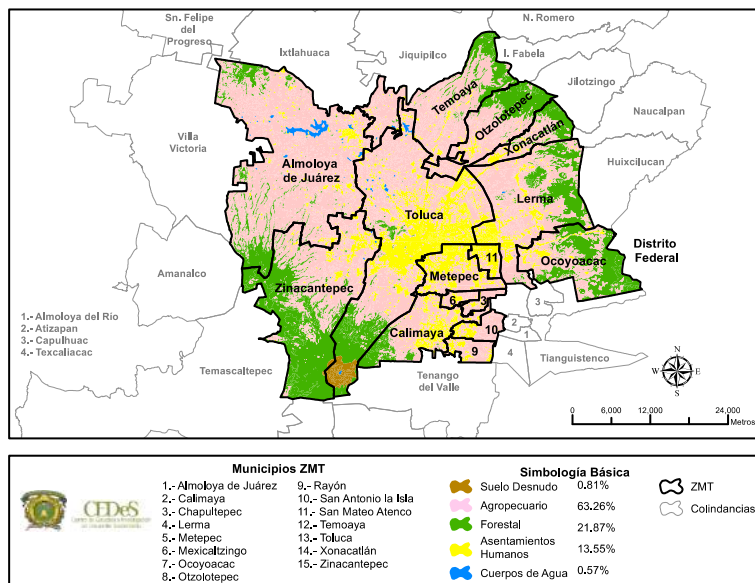 Sn. Felipe
del
Progreso
Ixtlahuaca
Jiquipilco
N. Romero
I. Fabela
Jilotzingo
Naucalpan
Huixcilucan
Villa
Victoria
Temoaya
Otzolotepec
Xonacatlán
Almoloya
de Juárez
Toluca
Lerma
Distrito
Federal
Ocoyoacac
Amanalco
Zinacantepec
Metepec
11
6
3
3
Calimaya
10
2
1
9
4
1.- Almoloya del Río
2.- Atizapan
3.- Capulhuac
4.- Texcaliacac
Temascaltepec
Tenango
del Valle
Tianguistenco
N
W
E
S
0 6,000 12,000 24,000
Metros
CEDeS
Municipios ZMT
1.- Almoloya de Juárez
2.- Calimaya
3.- Chapultepec
4.- Lerma
5.- Metepec
6.- Mexicaltzingo
7.- Ocoyoacac
8.- Otzolotepec
9.- Rayón
10.- San Antonio la Isla
11.- San Mateo Atenco
12.- Temoaya
13.- Toluca
14.- Xonacatlán
15.- Zinacantepec
Simbología Básica
Suelo Desnudo 0.81%
Agropecuario 63.26%
Forestal 21.87%
Asentamientos
Humanos 13.55%
Cuerpos de Agua 0.57%
ZMT
Colindancias